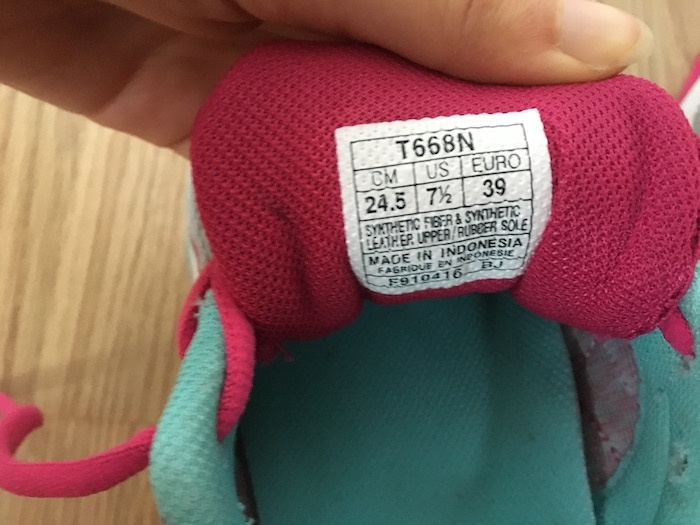 T668N
CM US EURO
24.5 7½ 39
SYNTHETIC FIBER & SYNTHETIC
LEATHER UPPER/RUBBER SOLE
MADE IN INDONESIA
FABRIQUE EN INDONESIE
F910416 BJ